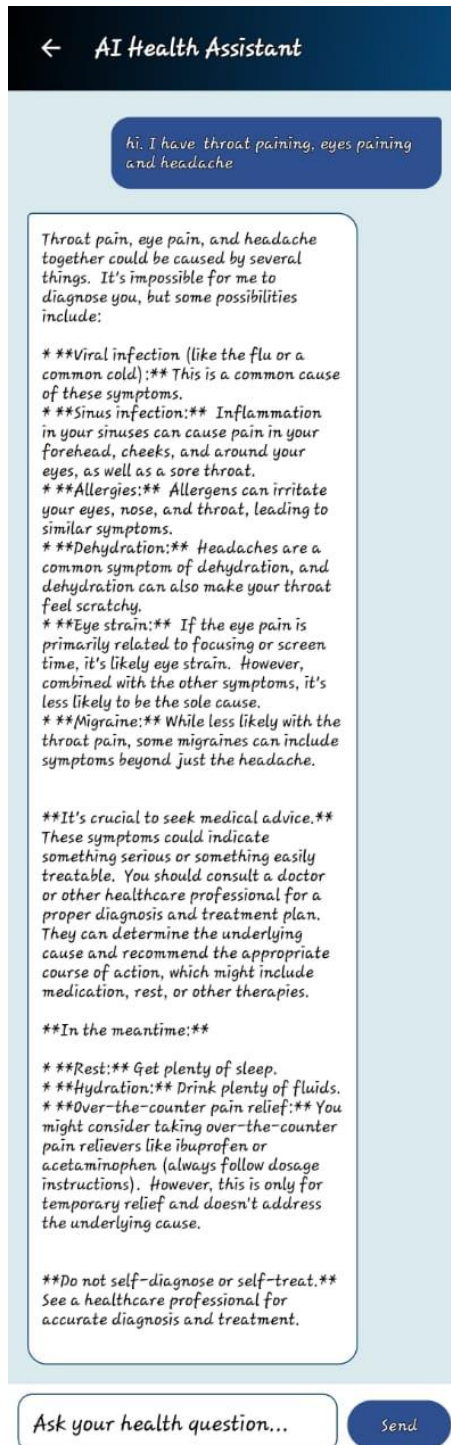 ← AI Health Assistant
hi. I have throat paining, eyes paining
and headache
Throat pain, eye pain, and headache
together could be caused by several
things. It's impossible for me to
diagnose you, but some possibilities
include:
* **Viral infection (like the flu or a
common cold):** This is a common cause
of these symptoms.
* **Sinus infection:** Inflammation
in your sinuses can cause pain in your
forehead, cheeks, and around your
eyes, as well as a sore throat.
* **Allergies:** Allergens can irritate
your eyes, nose, and throat, leading to
similar symptoms.
* **Dehydration:** Headaches are a
common symptom of dehydration, and
dehydration can also make your throat
feel scratchy.
* **Eye strain:** If the eye pain is
primarily related to focusing or screen
time, it's likely eye strain. However,
combined with the other symptoms, it's
less likely to be the sole cause.
* **Migraine:** While less likely with the
throat pain, some migraines can include
symptoms beyond just the headache.
**It's crucial to seek medical advice.**
These symptoms could indicate
something serious or something easily
treatable. You should consult a doctor
or other healthcare professional for a
proper diagnosis and treatment plan.
They can determine the underlying
cause and recommend the appropriate
course of action, which might include
medication, rest, or other therapies.
**In the meantime:**
* **Rest:** Get plenty of sleep.
* **Hydration:** Drink plenty of fluids.
* **Over-the-counter pain relief:** You
might consider taking over-the-counter
pain relievers like ibuprofen or
acetaminophen (always follow dosage
instructions). However, this is only for
temporary relief and doesn't address
the underlying cause.
**Do not self-diagnose or self-treat.**
See a healthcare professional for
accurate diagnosis and treatment.
Ask your health question... Send